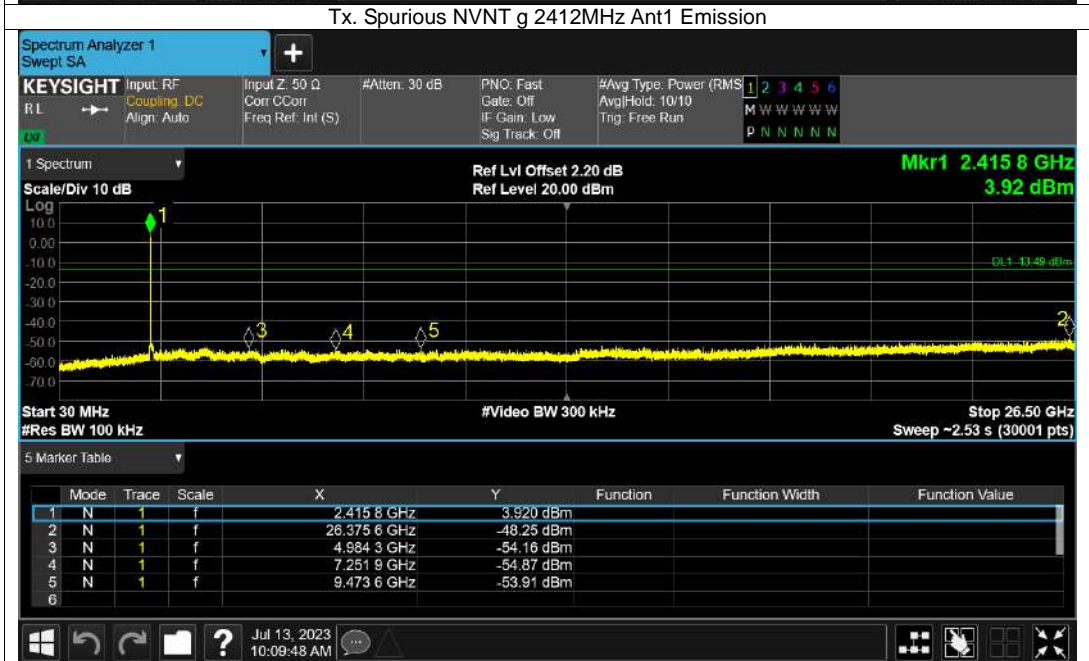 Tx. Spurious NVNT g 2412MHz Ant1 Emission
Spectrum Analyzer 1
Swept SA
+
KEYSIGHT Input: RF Input Z: 50 Ω #Atten: 30 dB PNO: Fast #Avg Type: Power (RMS 1 2 3 4 5 6
RL Coupling: DC Corr CCorr Gate: Off Avg|Hold: 10/10 M W W W W W
Align: Auto Freq Ref: Int (S) IF Gain: Low Trig: Free Run
LXI Sig Track: Off P N N N N N
1 Spectrum Ref Lvl Offset 2.20 dB Mkr1 2.415 8 GHz
Scale/Div 10 dB Ref Level 20.00 dBm 3.92 dBm
Log
1
10.0
0.00
-10.0
DL1 -13.49 dBm
-20.0
-30.0
-40.0
2
3 4 5
-50.0
-60.0
-70.0
Start 30 MHz #Video BW 300 kHz Stop 26.50 GHz
#Res BW 100 kHz Sweep ~2.53 s (30001 pts)
5 Marker Table
Mode Trace Scale X Y Function Function Width Function Value
1 N 1 f 2.415 8 GHz 3.920 dBm
2 N 1 f 26.375 6 GHz -48.25 dBm
3 N 1 f 4.984 3 GHz -54.16 dBm
4 N 1 f 7.251 9 GHz -54.87 dBm
5 N 1 f 9.473 6 GHz -53.91 dBm
6
? Jul 13, 2023
10:09:48 AM